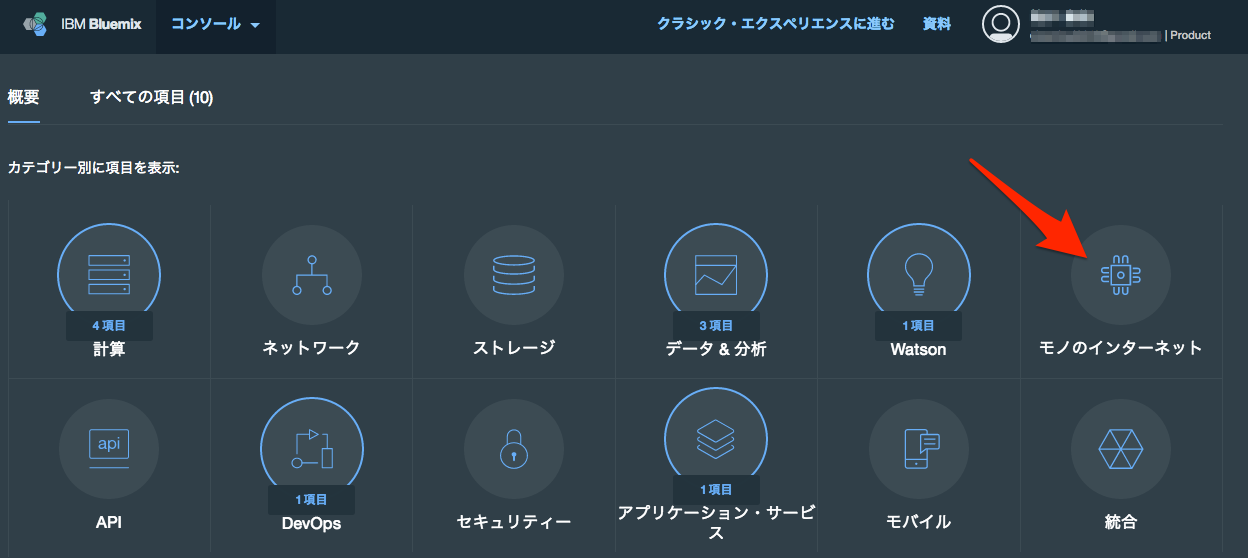 IBM Bluemix コンソール クラシック・エクスペリエンスに進む 資料
| Product
概要 すべての項目 (10)
カテゴリー別に項目を表示:
4 項目 3 項目 1 項目
計算 ネットワーク ストレージ データ & 分析 Watson モノのインターネット
api
1 項目 1 項目
API DevOps セキュリティー アプリケーション・サービ モバイル 統合
ス